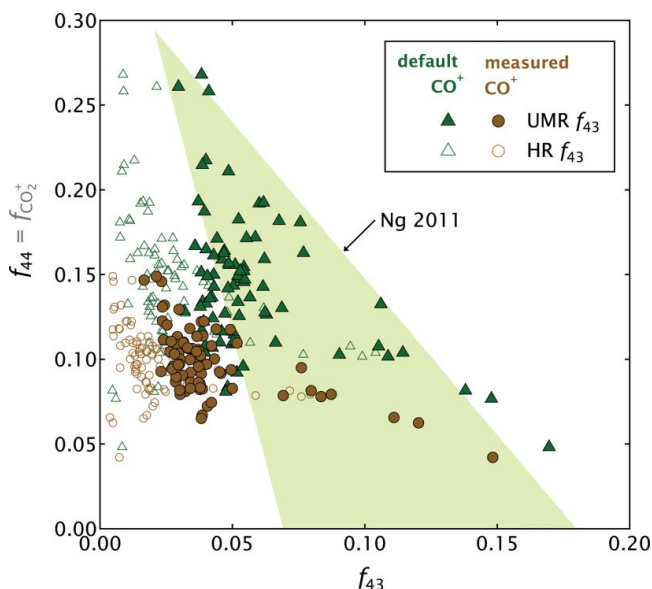 0.30
0.25
0.20
0.15
0.10
0.05
0.00
f44 = fCO2+
default CO+
measured CO+
UMR f43
HR f43
Ng 2011
0.00 0.05 0.10 0.15 0.20
f43